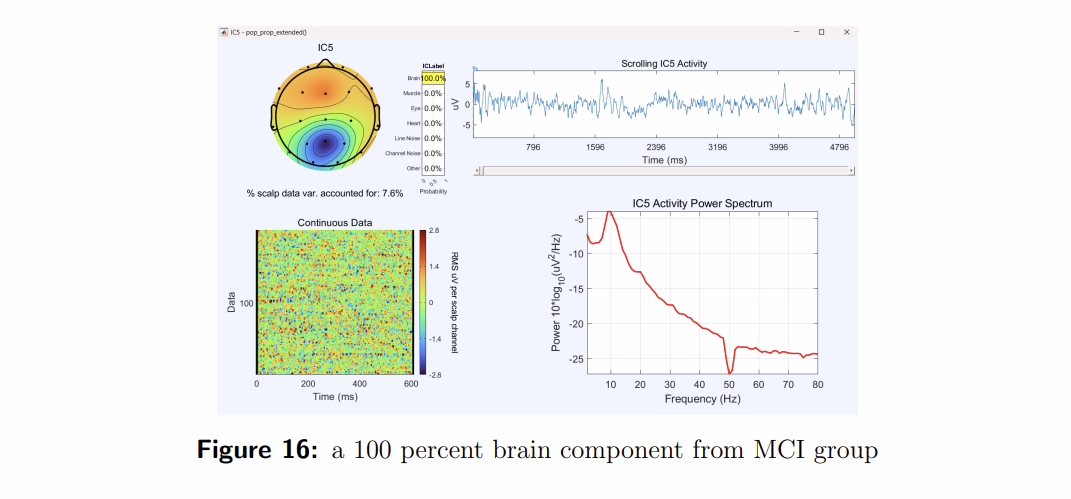 IC5 - pop_prop_extended()
IC5
ICLabel
Brain 100.0%
Muscle 0.0%
Eye 0.0%
Heart 0.0%
Line Noise 0.0%
Channel Noise 0.0%
Other 0.0%
0 0.5 1
Probability
% scalp data var. accounted for: 7.6%
Scrolling IC5 Activity
uV
5
0
-5
796 1596 2396 3196 3996 4796
Time (ms)
Continuous Data
Data
100
0 200 400 600
Time (ms)
2.8
1.4
0
-1.4
-2.8
RMS uV per scalp channel
IC5 Activity Power Spectrum
Power 10*log10(uV2/Hz)
-5
-10
-15
-20
-25
10 20 30 40 50 60 70 80
Frequency (Hz)
Figure 16: a 100 percent brain component from MCI group